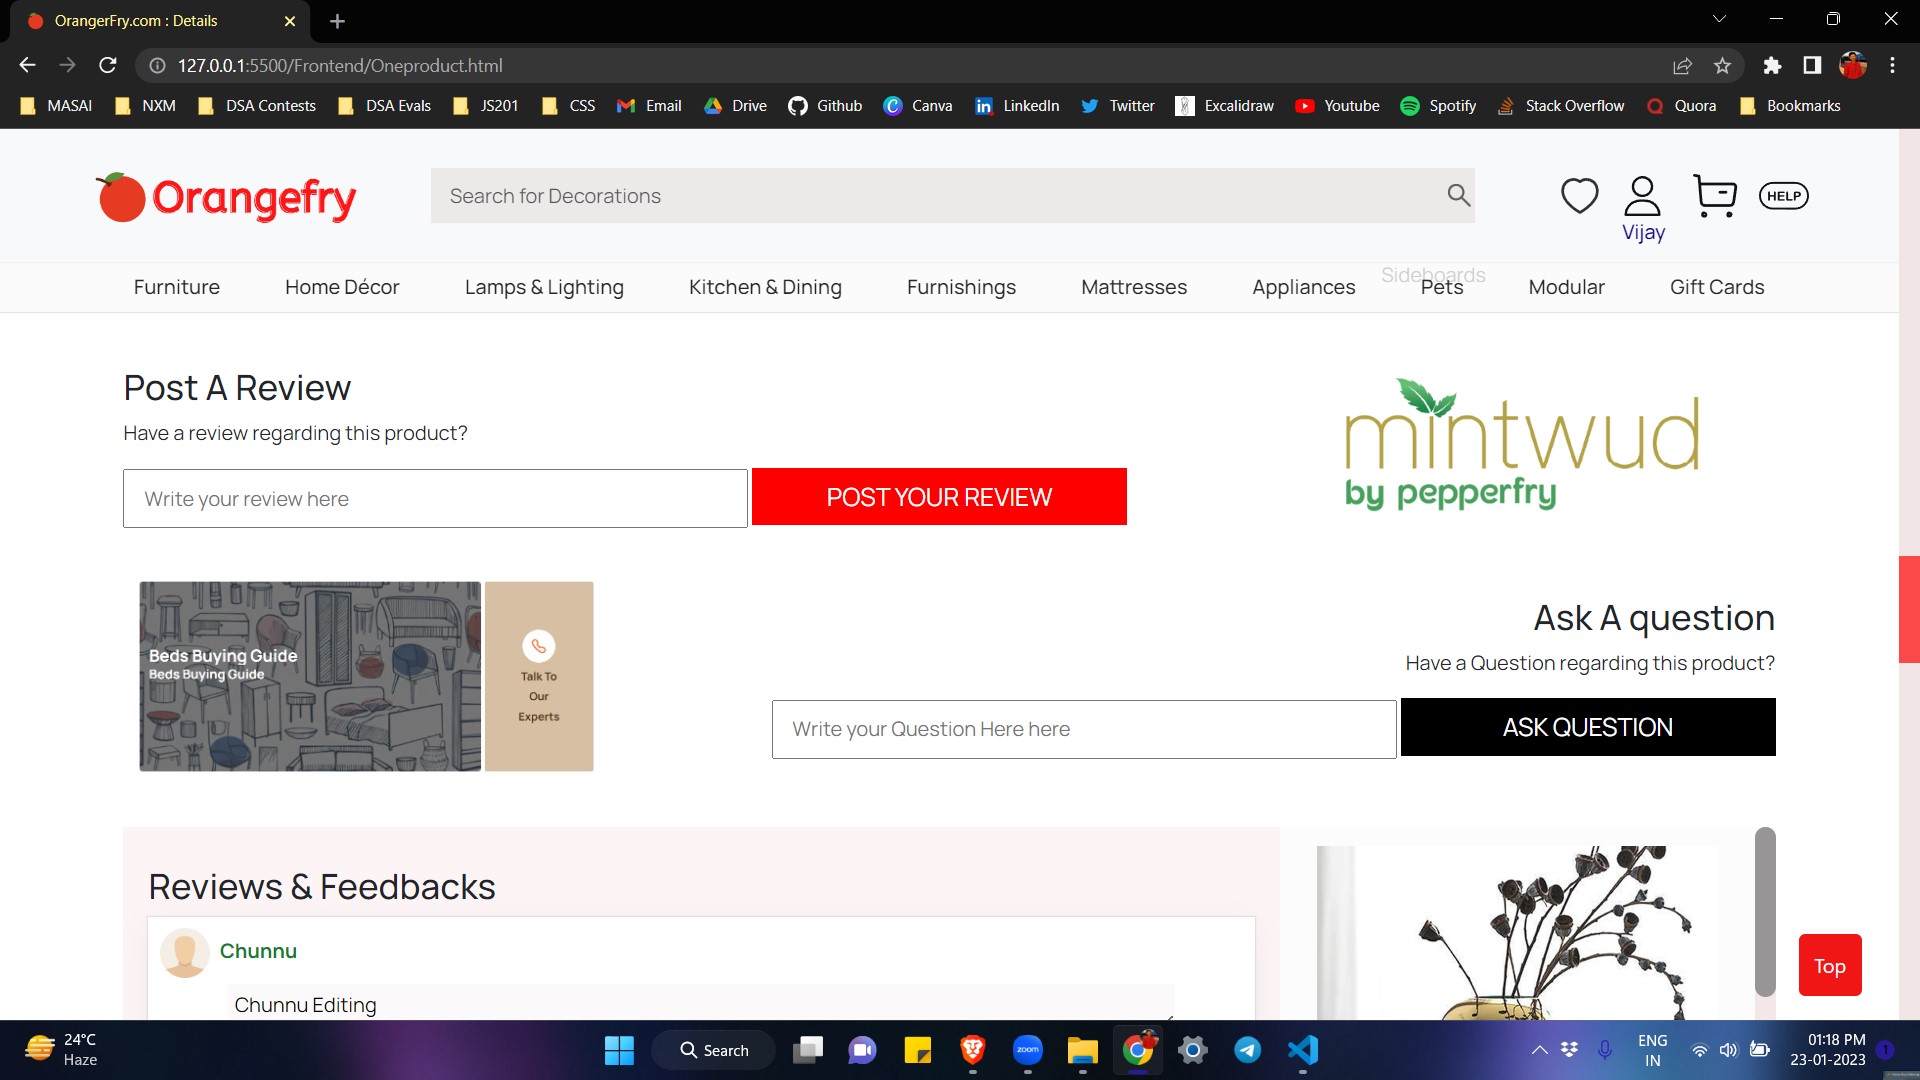 OrangerFry.com : Details
127.0.0.1:5500/Frontend/Oneproduct.html
MASAI NXM DSA Contests DSA Evals JS201 CSS Email Drive Github Canva LinkedIn Twitter Excalidraw Youtube Spotify Stack Overflow Quora Bookmarks
Orangefry
Search for Decorations
HELP
Vijay
Sideboards
Furniture Home Décor Lamps & Lighting Kitchen & Dining Furnishings Mattresses Appliances Pets Modular Gift Cards
Post A Review
Have a review regarding this product?
Write your review here
POST YOUR REVIEW
mintwud
by pepperfry
Beds Buying Guide
Beds Buying Guide
Talk To
Our
Experts
Ask A question
Have a Question regarding this product?
Write your Question Here here
ASK QUESTION
Reviews & Feedbacks
Chunnu
Chunnu Editing
Top
24°C
Haze
Search
zoom
ENG
IN
01:18 PM
23-01-2023
1